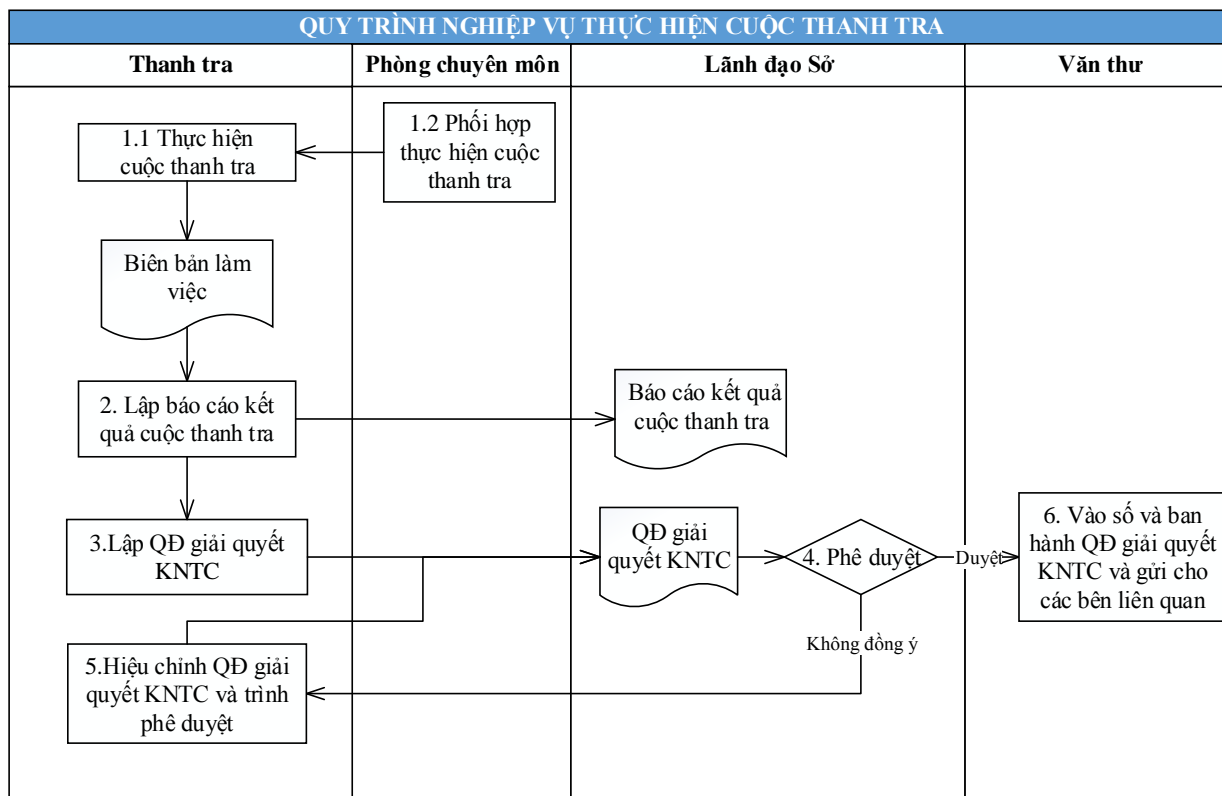 QUY TRÌNH NGHIỆP VỤ THỰC HIỆN CUỘC THANH TRA
Thanh tra
Phòng chuyên môn
Lãnh đạo Sở
Văn thư
1.1 Thực hiện
cuộc thanh tra
1.2 Phối hợp
thực hiện cuộc
thanh tra
Biên bản làm
việc
2. Lập báo cáo kết
quả cuộc thanh tra
Báo cáo kết quả
cuộc thanh tra
3.Lập QĐ giải quyết
KNTC
QĐ giải
quyết KNTC
4. Phê duyệt
Duyệt
6. Vào số và ban
hành QĐ giải quyết
KNTC và gửi cho
các bên liên quan
Không đồng ý
5.Hiệu chỉnh QĐ giải
quyết KNTC và trình
phê duyệt